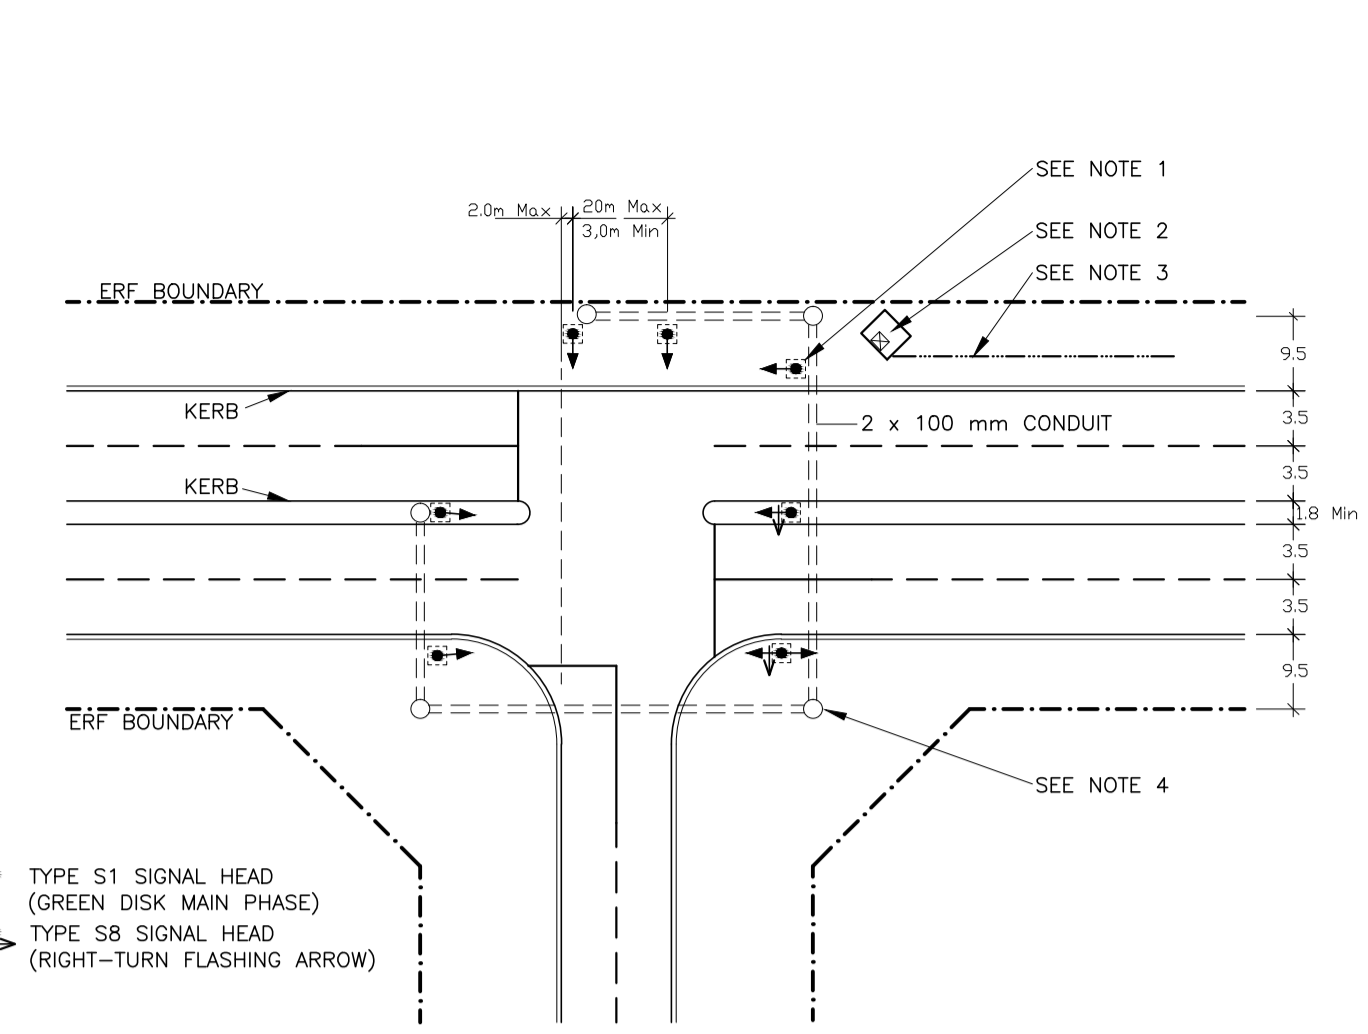 SEE NOTE 1
2.0m Max
20m Max
3,0m Min
SEE NOTE 2
SEE NOTE 3
ERF BOUNDARY
9.5
KERB
2 x 100 mm CONDUIT
3.5
3.5
KERB
1.8 Min
3.5
3.5
9.5
ERF BOUNDARY
SEE NOTE 4
TYPE S1 SIGNAL HEAD
(GREEN DISK MAIN PHASE)
TYPE S8 SIGNAL HEAD
(RIGHT-TURN FLASHING ARROW)